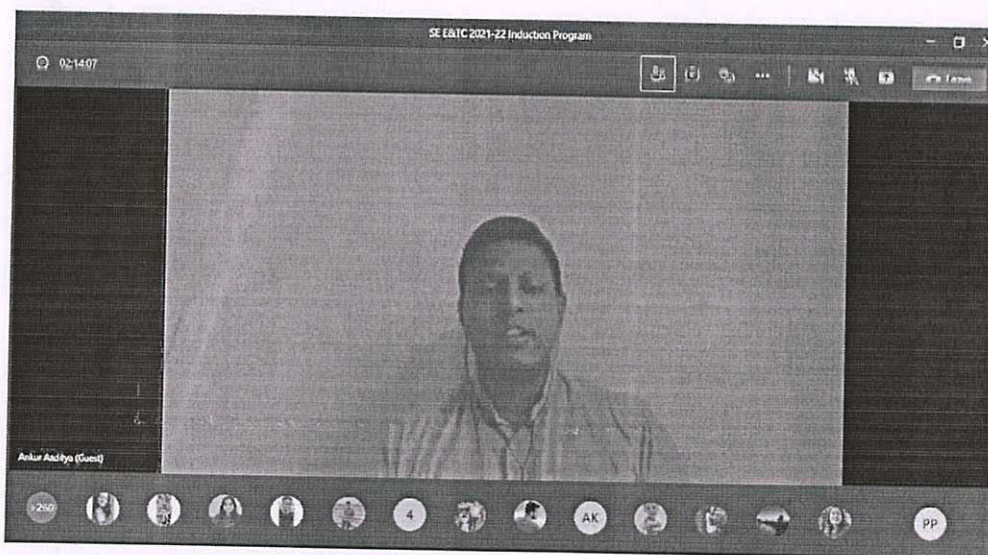 SE E&TC 2021-22 Induction Program
02:14:07
Leave
Ankur Aaditya (Guest)
+260
4
AK
PP